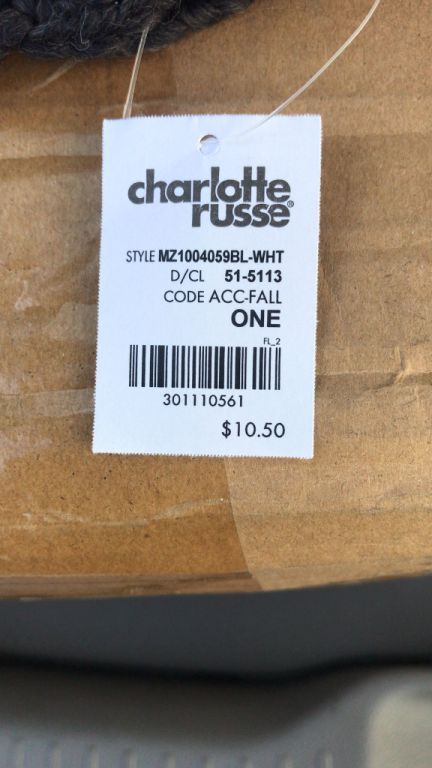 charlotte
russe®
STYLE MZ1004059BL-WHT
D/CL 51-5113
CODE ACC-FALL
ONE
FL_2
301110561
$10.50